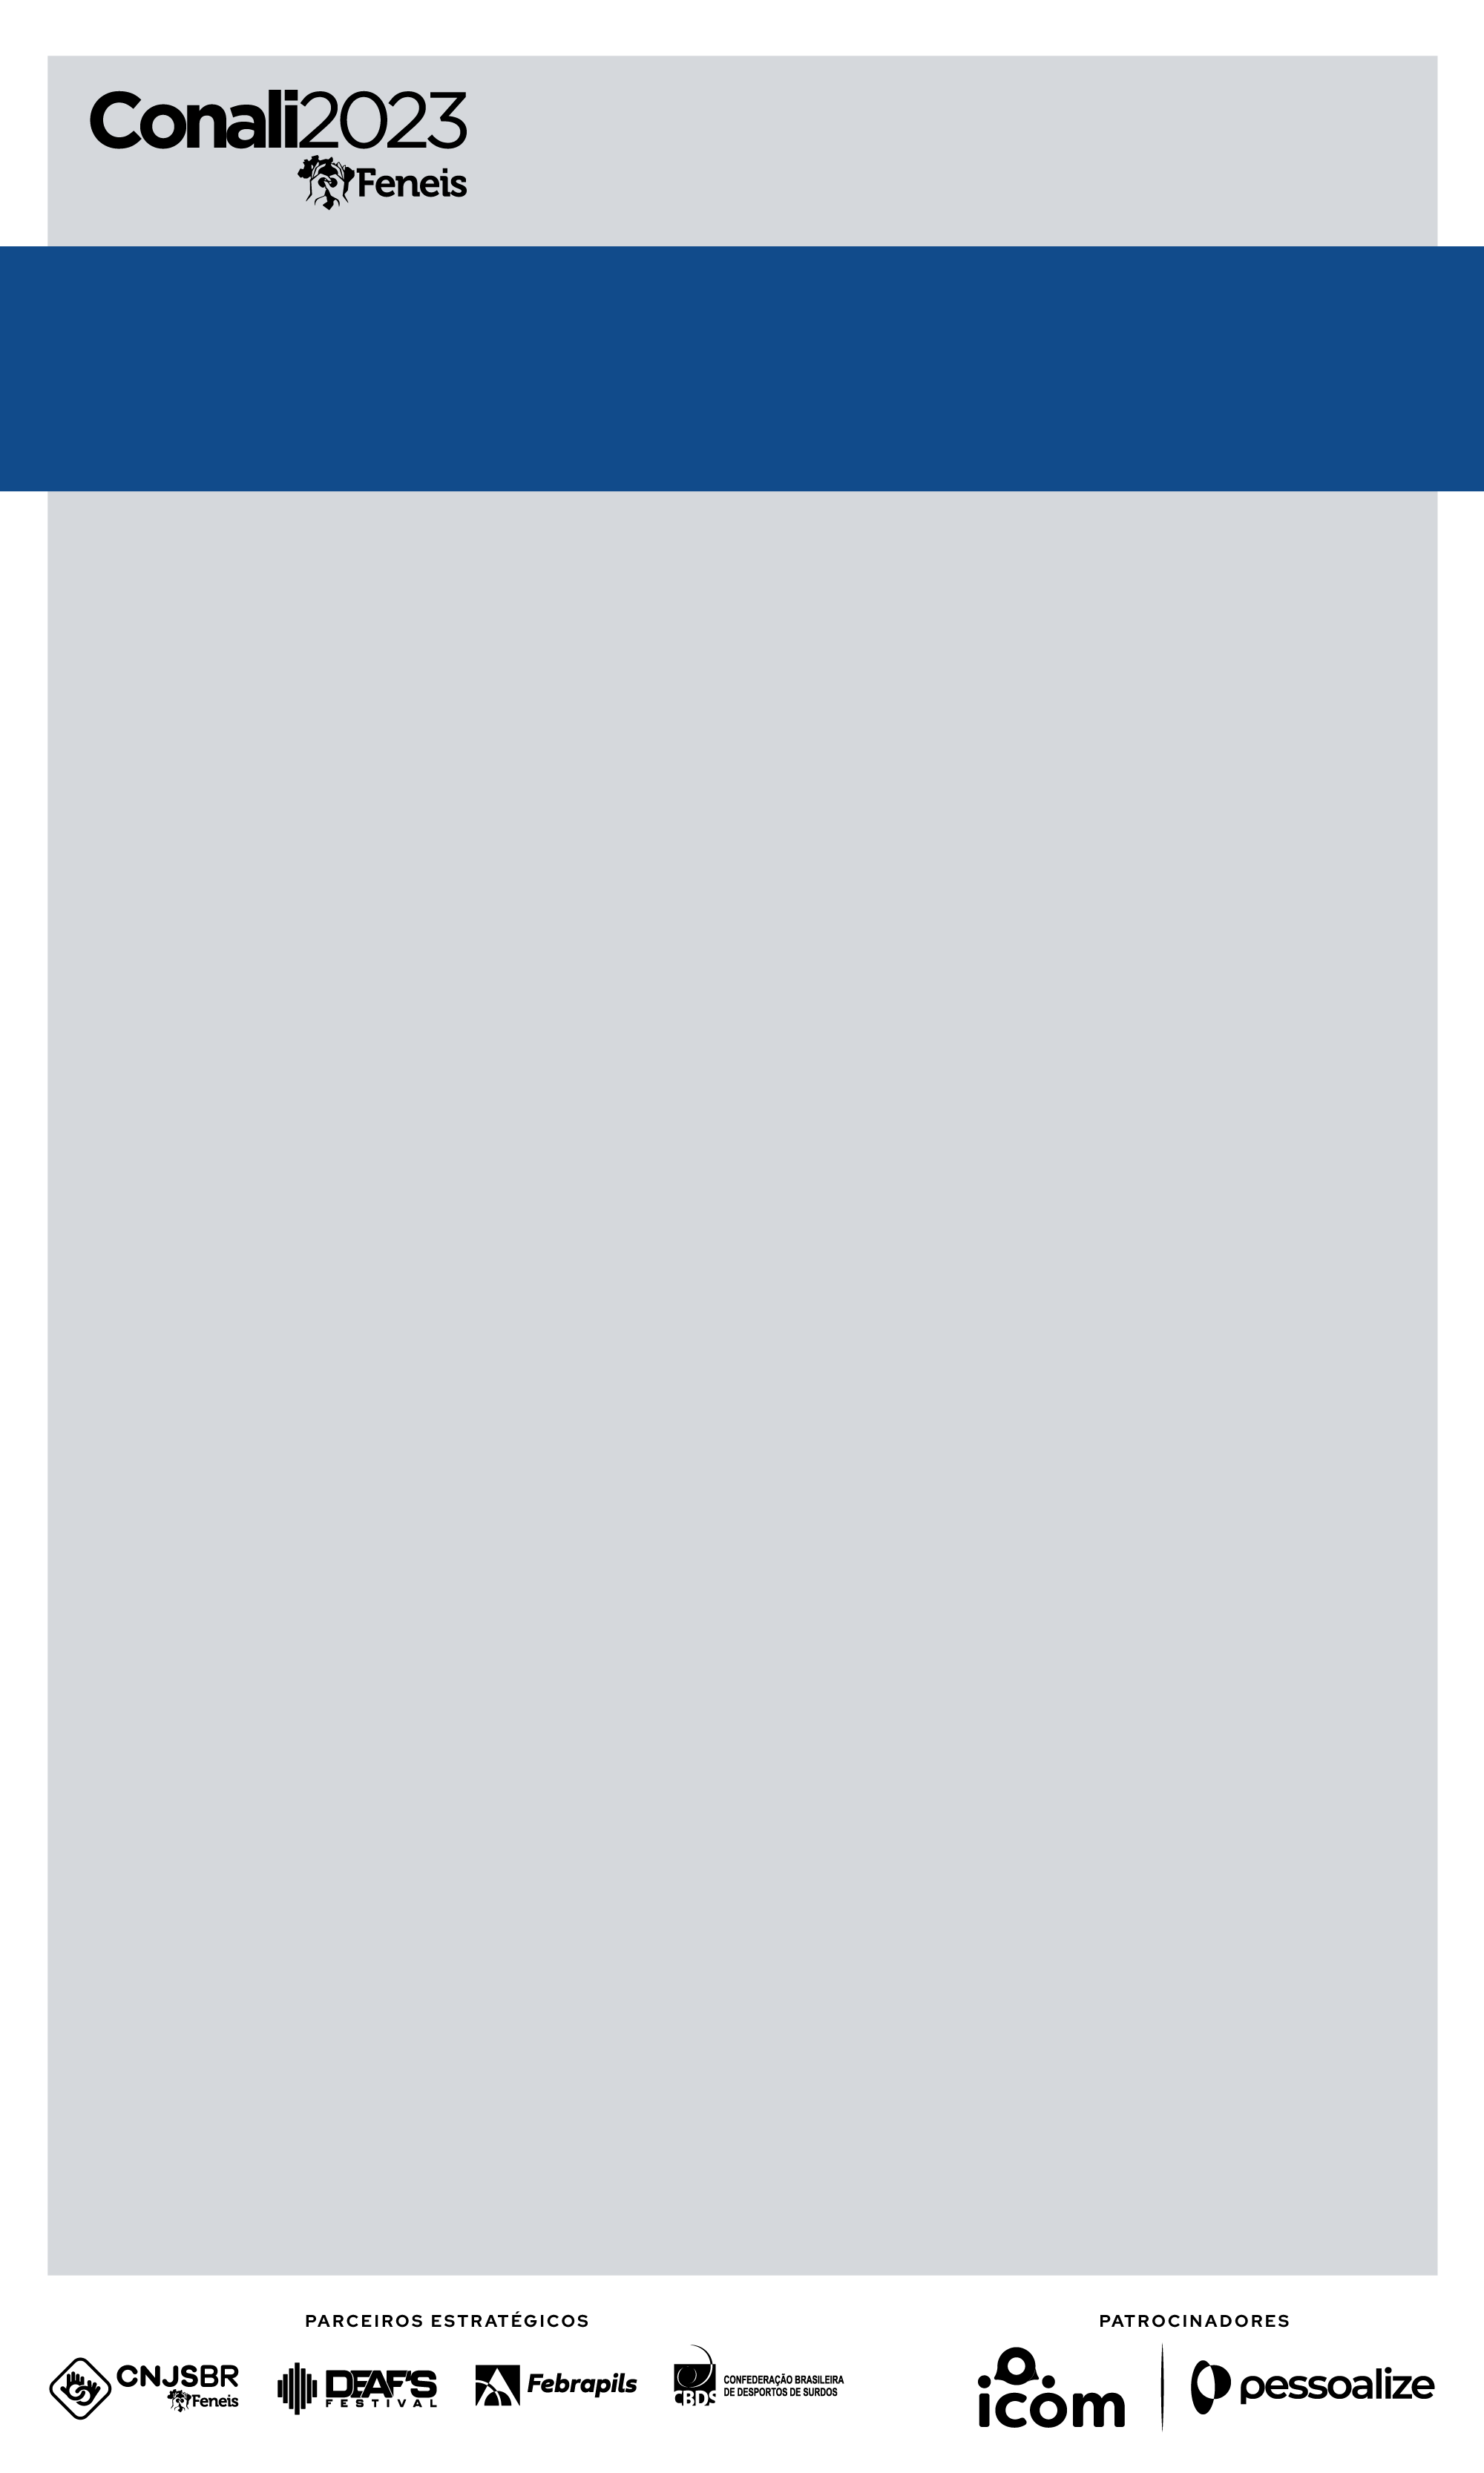 Conali2023
Feneis
PARCEIROS ESTRATÉGICOS
PATROCINADORES
CNJSBR
Feneis
DEAF'S
FESTIVAL
Febrapils
CBDS
CONFEDERAÇÃO BRASILEIRA
DE DESPORTOS DE SURDOS
icom
pessoalize